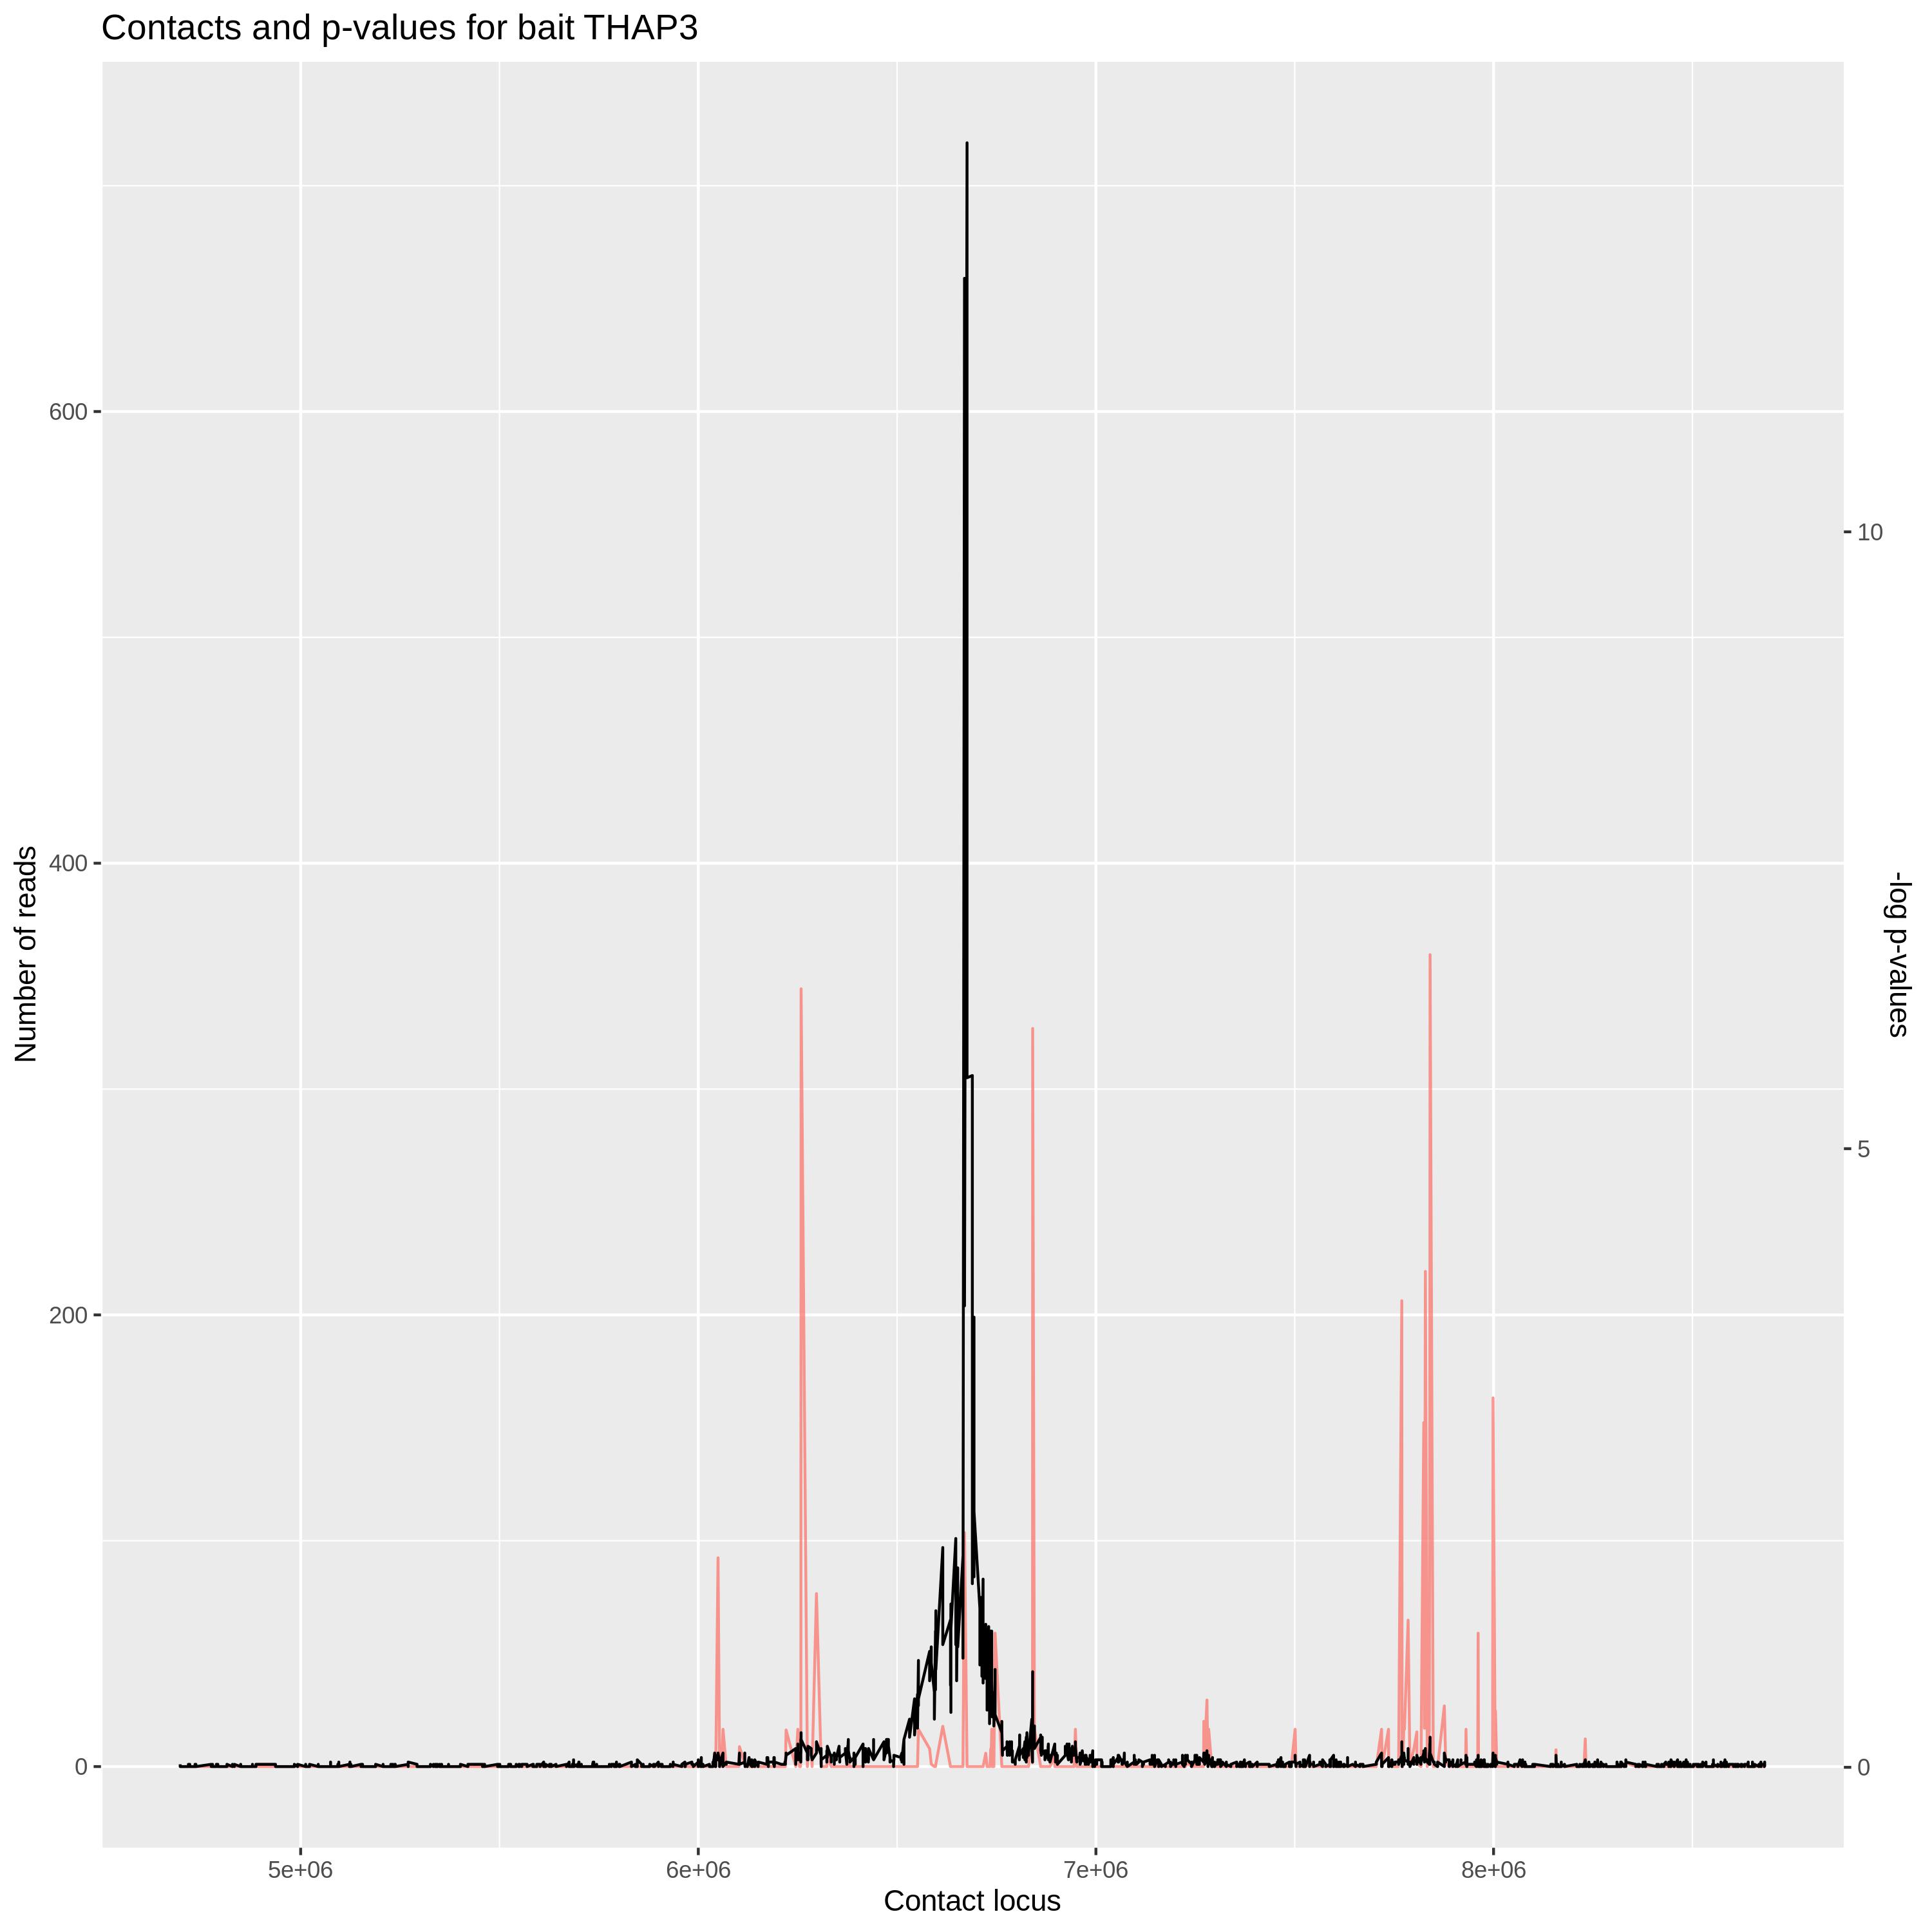 Contacts and p-values for bait THAP3
600
400
200
0
Number of reads
10
5
0
-log p-values
5e+06
6e+06
7e+06
8e+06
Contact locus